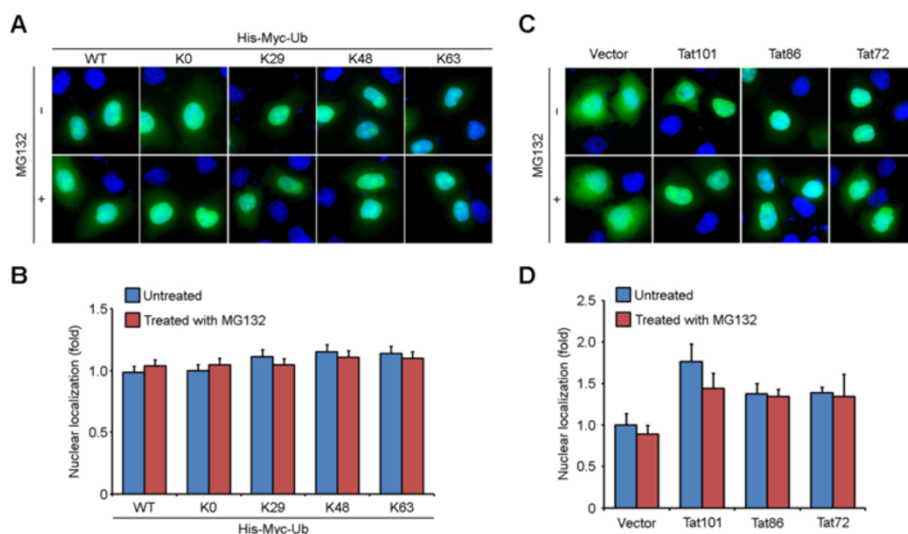 A
His-Myc-Ub
WT K0 K29 K48 K63
MG132
−
+
B
Untreated
Treated with MG132
Nuclear localization (fold)
1.5
1.0
0.5
0
WT K0 K29 K48 K63
His-Myc-Ub
C
Vector Tat101 Tat86 Tat72
MG132
−
+
D
Untreated
Treated with MG132
Nuclear localization (fold)
2.5
2.0
1.5
1.0
0.5
0
Vector Tat101 Tat86 Tat72